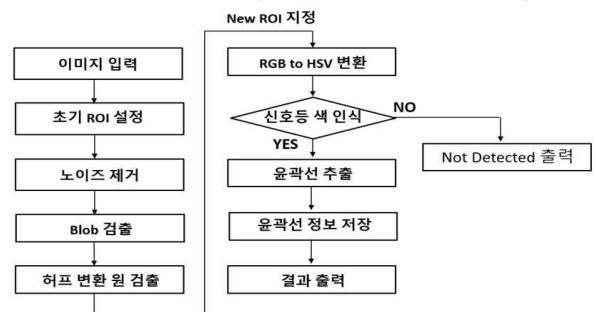 이미지 입력
초기 ROI 설정
노이즈 제거
Blob 검출
허프 변환 원 검출
New ROI 지정
RGB to HSV 변환
신호등 색 인식
NO
YES
Not Detected 출력
윤곽선 추출
윤곽선 정보 저장
결과 출력